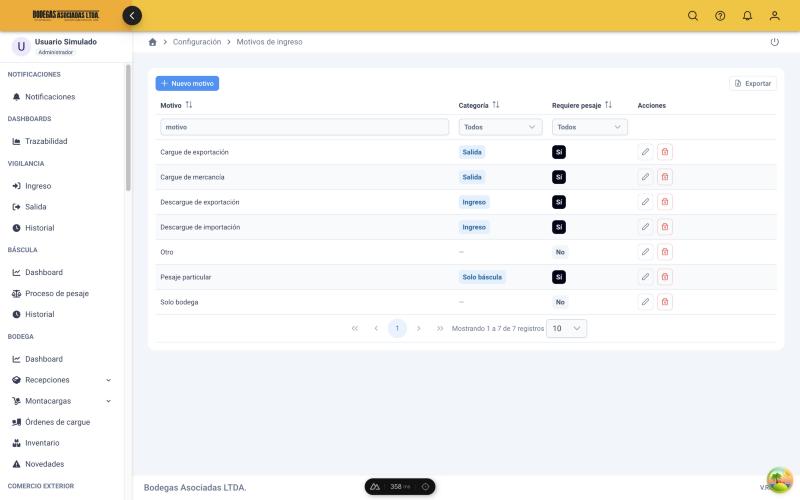 BODEGAS ASOCIADAS LTDA.
U
Usuario Simulado
Administrador
Configuración
Motivos de ingreso
NOTIFICACIONES
Notificaciones
DASHBOARDS
Trazabilidad
VIGILANCIA
Ingreso
Salida
Historial
BÁSCULA
Dashboard
Proceso de pesaje
Historial
BODEGA
Dashboard
Recepciones
Montacargas
Órdenes de cargue
Inventario
Novedades
COMERCIO EXTERIOR
+ Nuevo motivo
Exportar
Motivo Categoría Requiere pesaje Acciones
motivo Todos Todos
Cargue de exportación Salida Sí
Cargue de mercancía Salida Sí
Descargue de exportación Ingreso Sí
Descargue de importación Ingreso Sí
Otro — No
Pesaje particular Solo báscula Sí
Solo bodega — No
1
Mostrando 1 a 7 de 7 registros 10
Bodegas Asociadas LTDA.
358 ms